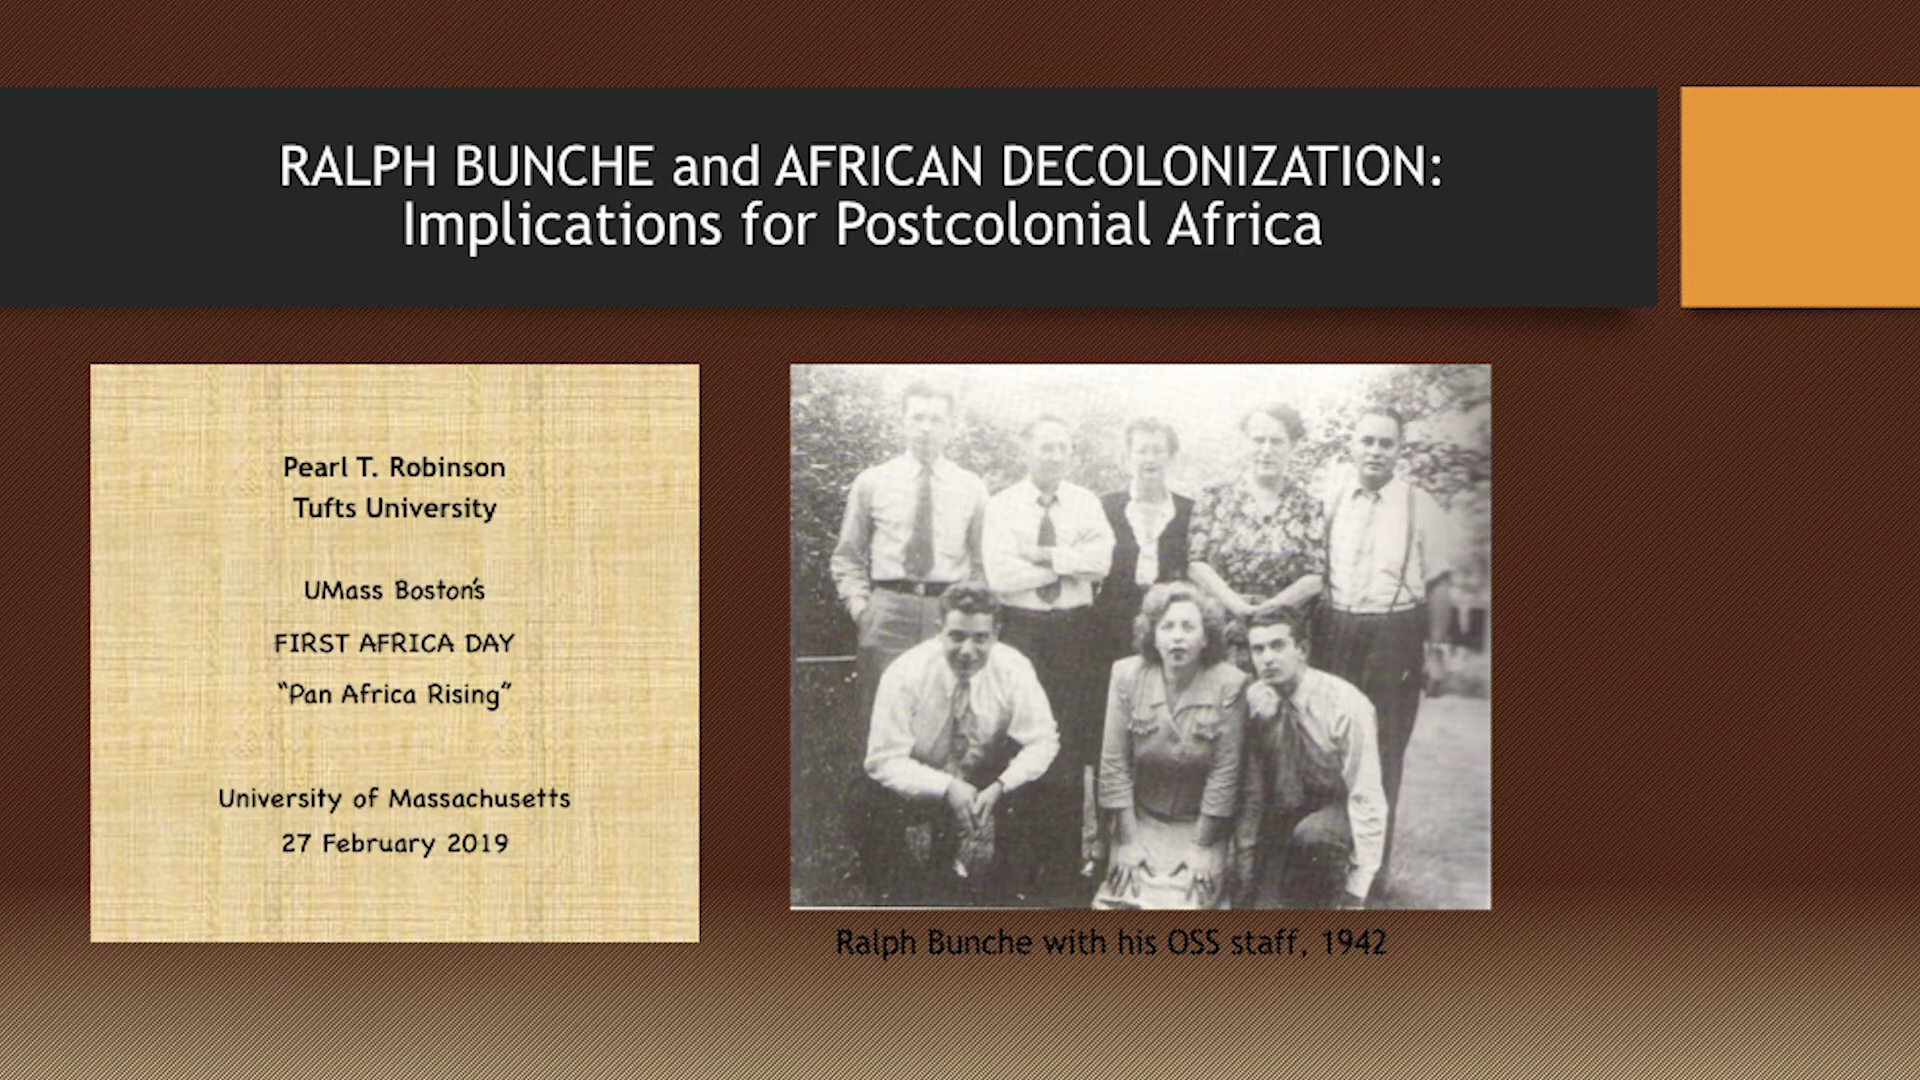 RALPH BUNCHE and AFRICAN DECOLONIZATION:
Implications for Postcolonial Africa
Pearl T. Robinson
Tufts University
UMass Boston's
FIRST AFRICA DAY
"Pan Africa Rising"
University of Massachusetts
27 February 2019
Ralph Bunche with his OSS staff, 1942